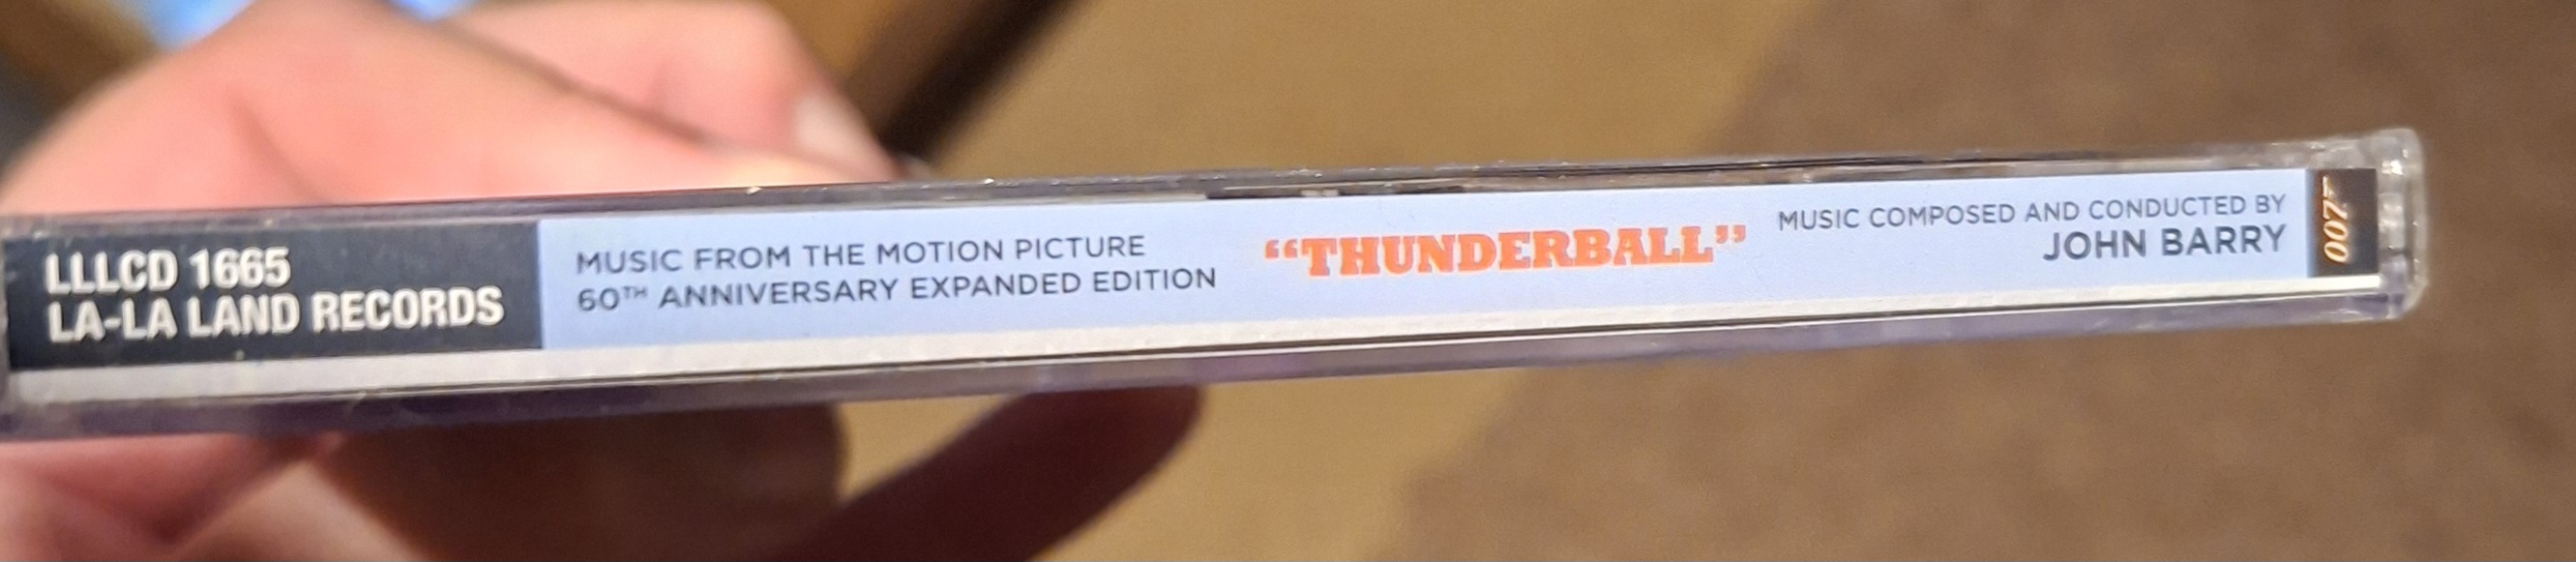 LLLCD 1665
LA-LA LAND RECORDS
MUSIC FROM THE MOTION PICTURE
60TH ANNIVERSARY EXPANDED EDITION
“THUNDERBALL”
MUSIC COMPOSED AND CONDUCTED BY
JOHN BARRY
007